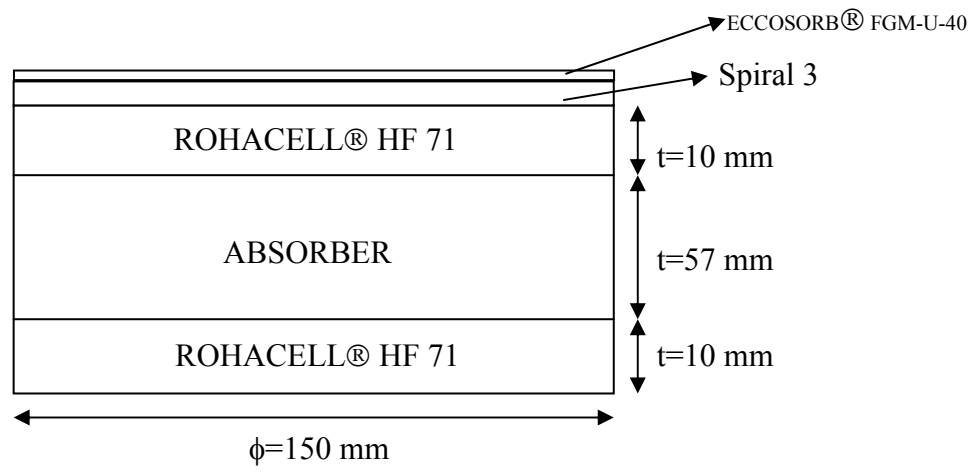 ECCOSORB® FGM-U-40
Spiral 3
ROHACELL® HF 71
t=10 mm
ABSORBER
t=57 mm
ROHACELL® HF 71
t=10 mm
ϕ=150 mm